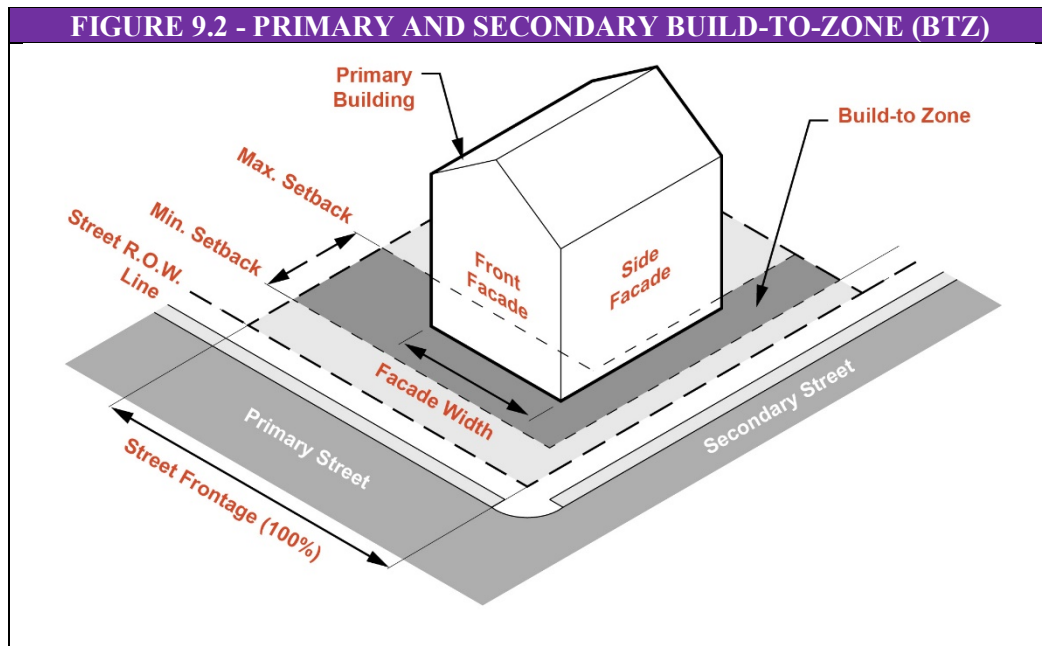 FIGURE 9.2 - PRIMARY AND SECONDARY BUILD-TO-ZONE (BTZ)
Primary
Building
Build-to Zone
Max. Setback
Min. Setback
Street R.O.W.
Line
Front
Facade
Side
Facade
Facade Width
Primary Street
Secondary Street
Street Frontage (100%)